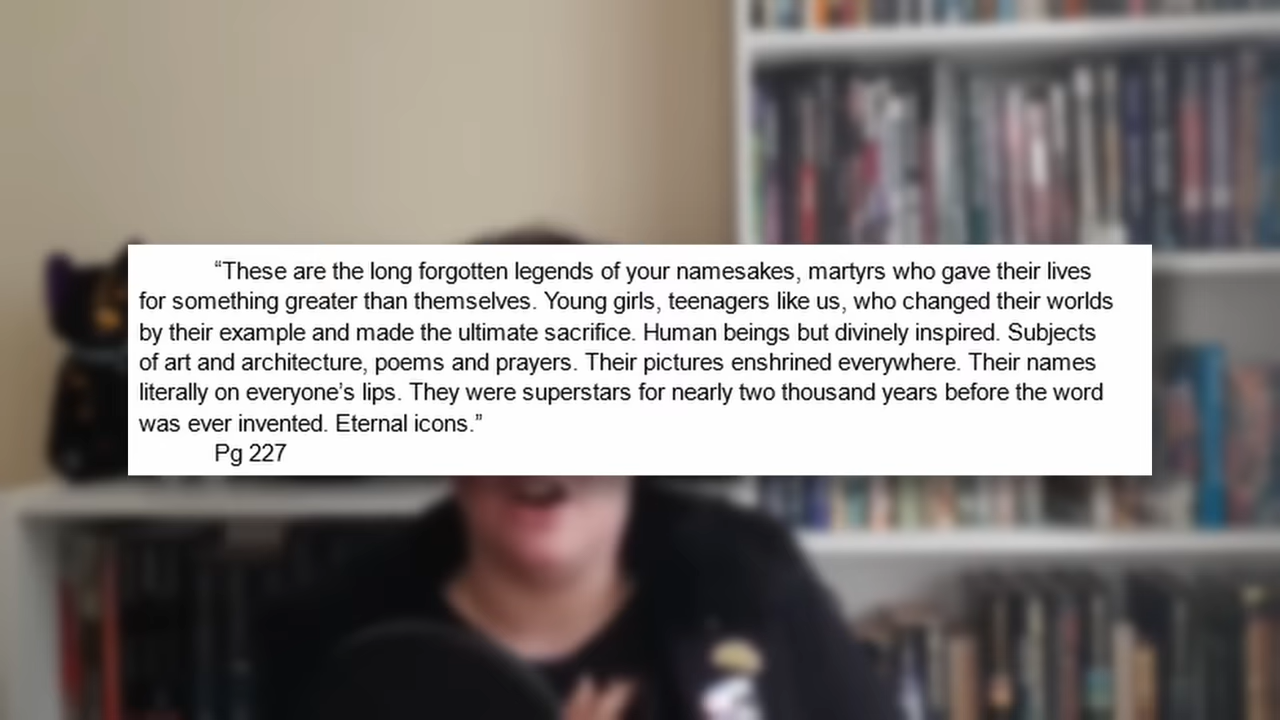 “These are the long forgotten legends of your namesakes, martyrs who gave their lives
for something greater than themselves. Young girls, teenagers like us, who changed their worlds
by their example and made the ultimate sacrifice. Human beings but divinely inspired. Subjects
of art and architecture, poems and prayers. Their pictures enshrined everywhere. Their names
literally on everyone’s lips. They were superstars for nearly two thousand years before the word
was ever invented. Eternal icons.”
Pg 227